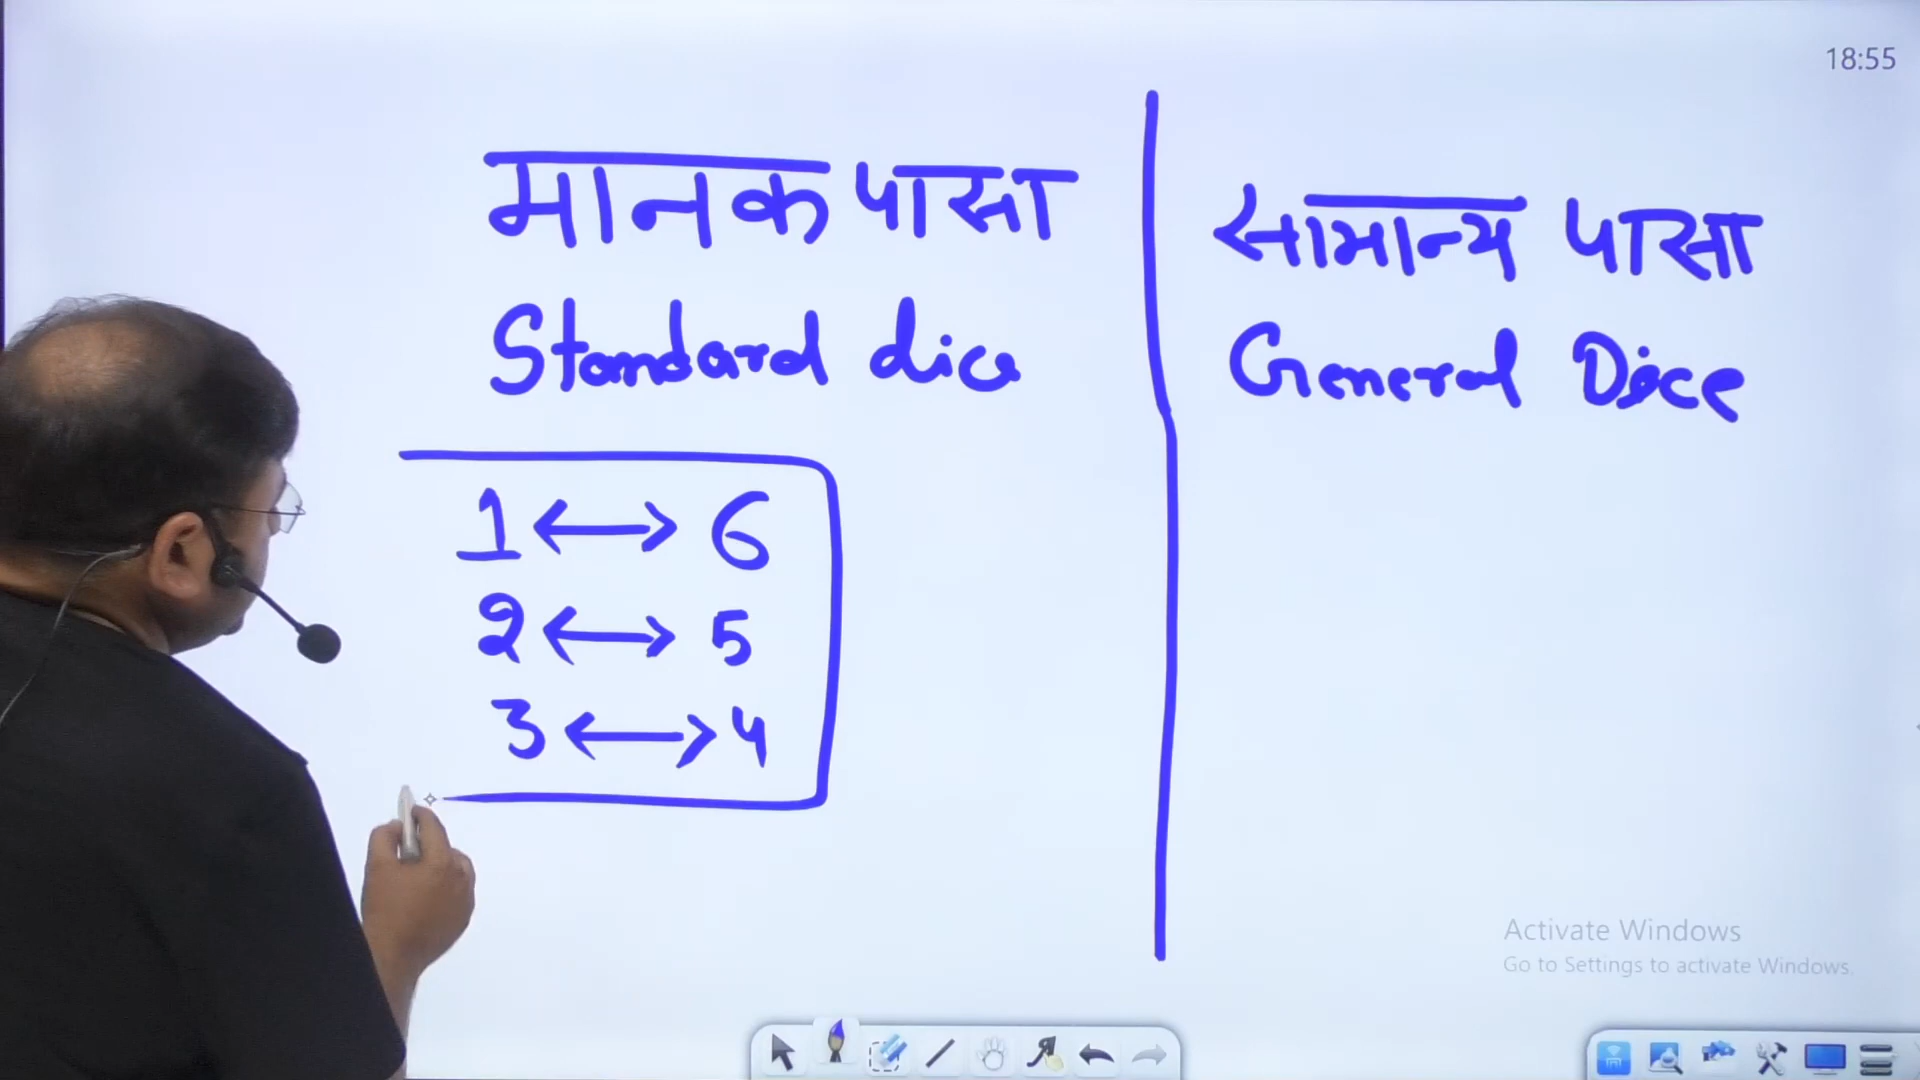 18:55
मानक पासा
Standard dice
1 ↔ 6
2 ↔ 5
3 ↔ 4
सामान्य पासा
General Dice
Activate Windows
Go to Settings to activate Windows.